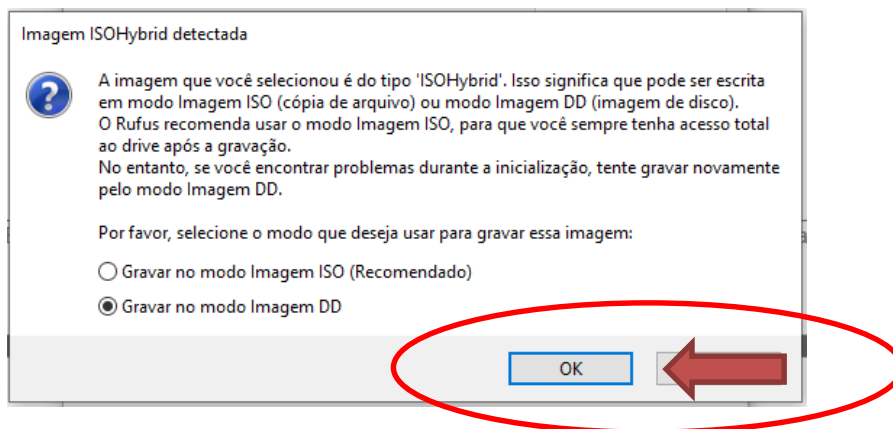 Imagem ISOHybrid detectada
A imagem que você selecionou é do tipo 'ISOHybrid'. Isso significa que pode ser escrita
em modo Imagem ISO (cópia de arquivo) ou modo Imagem DD (imagem de disco).
O Rufus recomenda usar o modo Imagem ISO, para que você sempre tenha acesso total
ao drive após a gravação.
No entanto, se você encontrar problemas durante a inicialização, tente gravar novamente
pelo modo Imagem DD.
Por favor, selecione o modo que deseja usar para gravar essa imagem:
Gravar no modo Imagem ISO (Recomendado)
Gravar no modo Imagem DD
OK